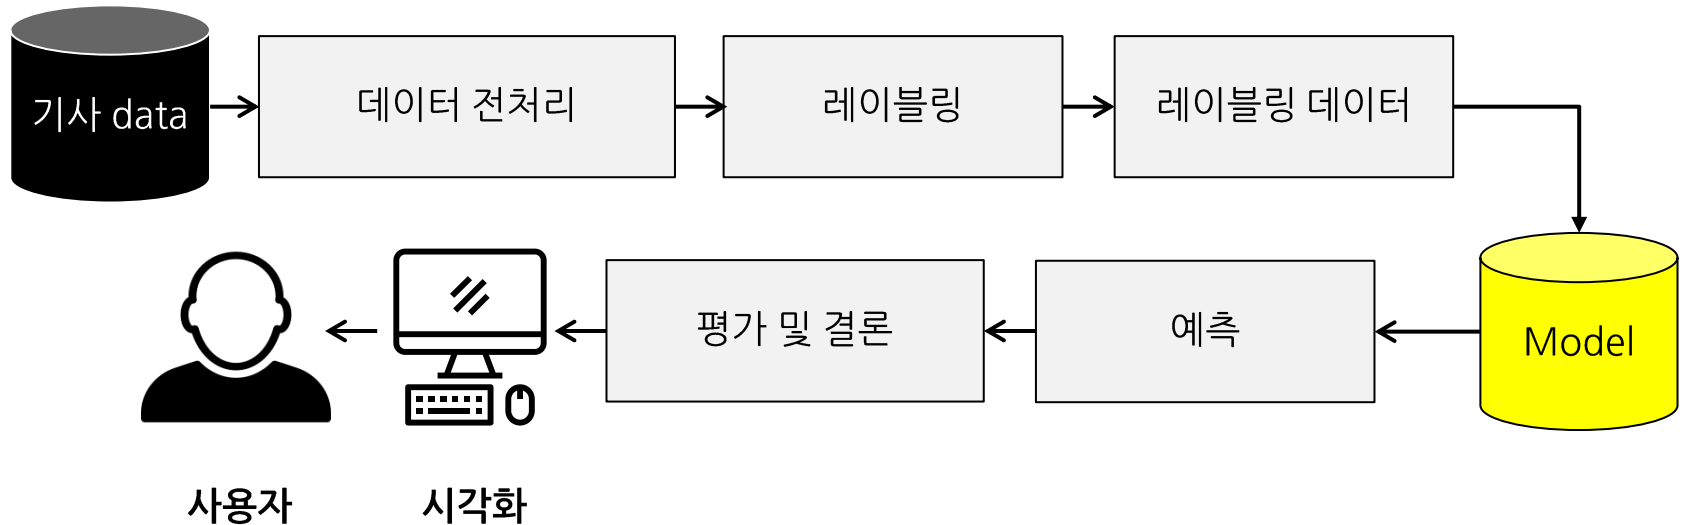 기사 data
데이터 전처리
레이블링
레이블링 데이터
Model
예측
평가 및 결론
시각화
사용자